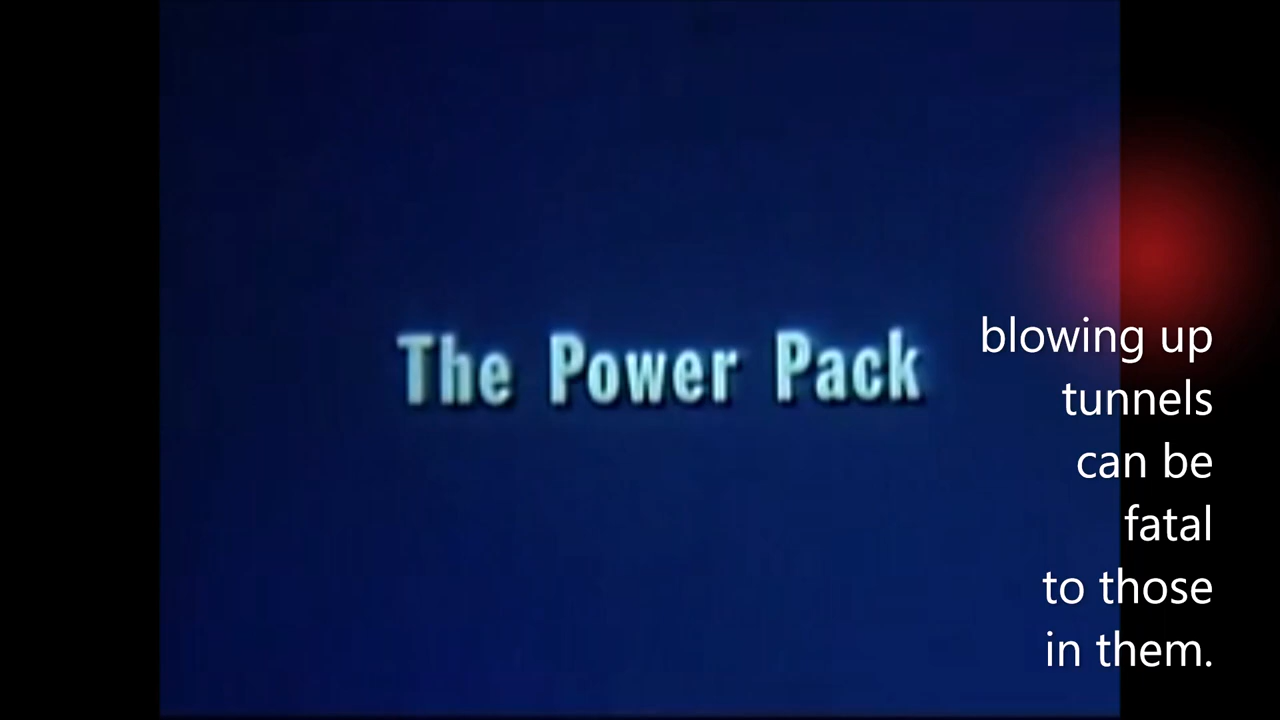 The Power Pack
blowing up
tunnels
can be
fatal
to those
in them.